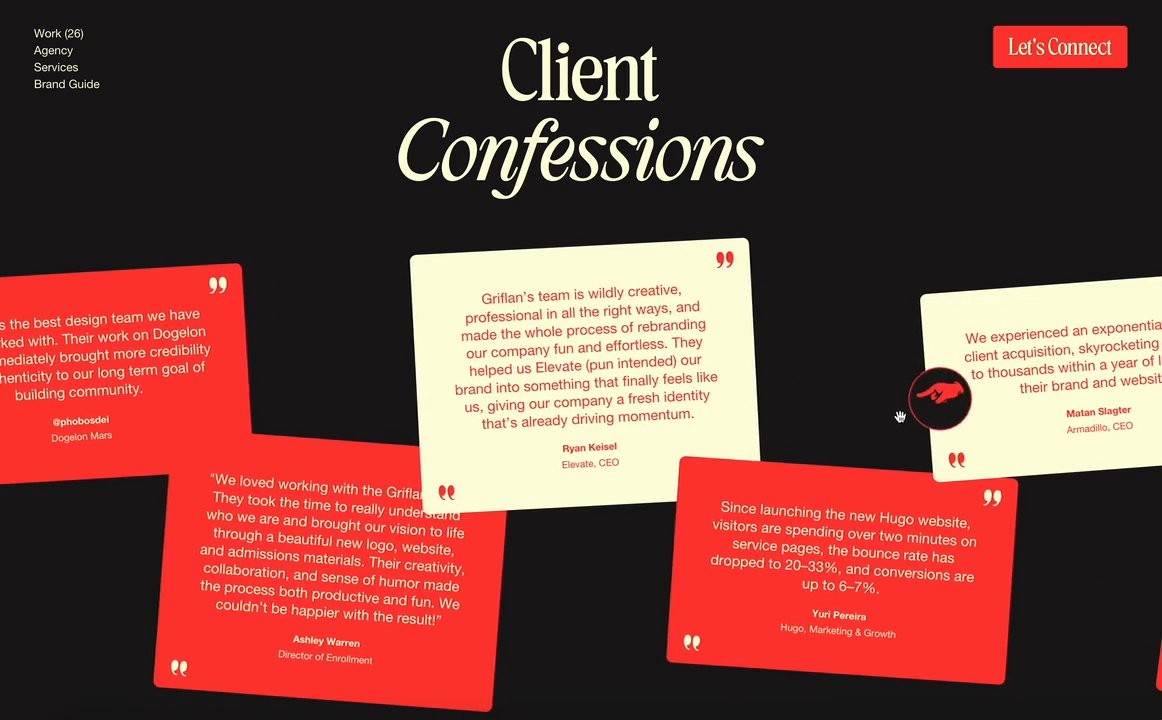 Work (26)
Agency
Services
Brand Guide
Let's Connect
Client
Confessions
s the best design team we have
ked with. Their work on Dogelon
mediately brought more credibility
henticity to our long term goal of
building community.
@phobosdei
Dogelon Mars
"We loved working with the Griflan
They took the time to really understand
who we are and brought our vision to life
through a beautiful new logo, website,
and admissions materials. Their creativity,
collaboration, and sense of humor made
the process both productive and fun. We
couldn't be happier with the result!"
Ashley Warren
Director of Enrollment
Griflan's team is wildly creative,
professional in all the right ways, and
made the whole process of rebranding
our company fun and effortless. They
helped us Elevate (pun intended) our
brand into something that finally feels like
us, giving our company a fresh identity
that's already driving momentum.
Ryan Keisel
Elevate, CEO
Since launching the new Hugo website,
visitors are spending over two minutes on
service pages, the bounce rate has
dropped to 20–33%, and conversions are
up to 6–7%.
Yuri Pereira
Hugo, Marketing & Growth
We experienced an exponentia
client acquisition, skyrocketing
to thousands within a year of l
their brand and websit
Matan Slagter
Armadillo, CEO